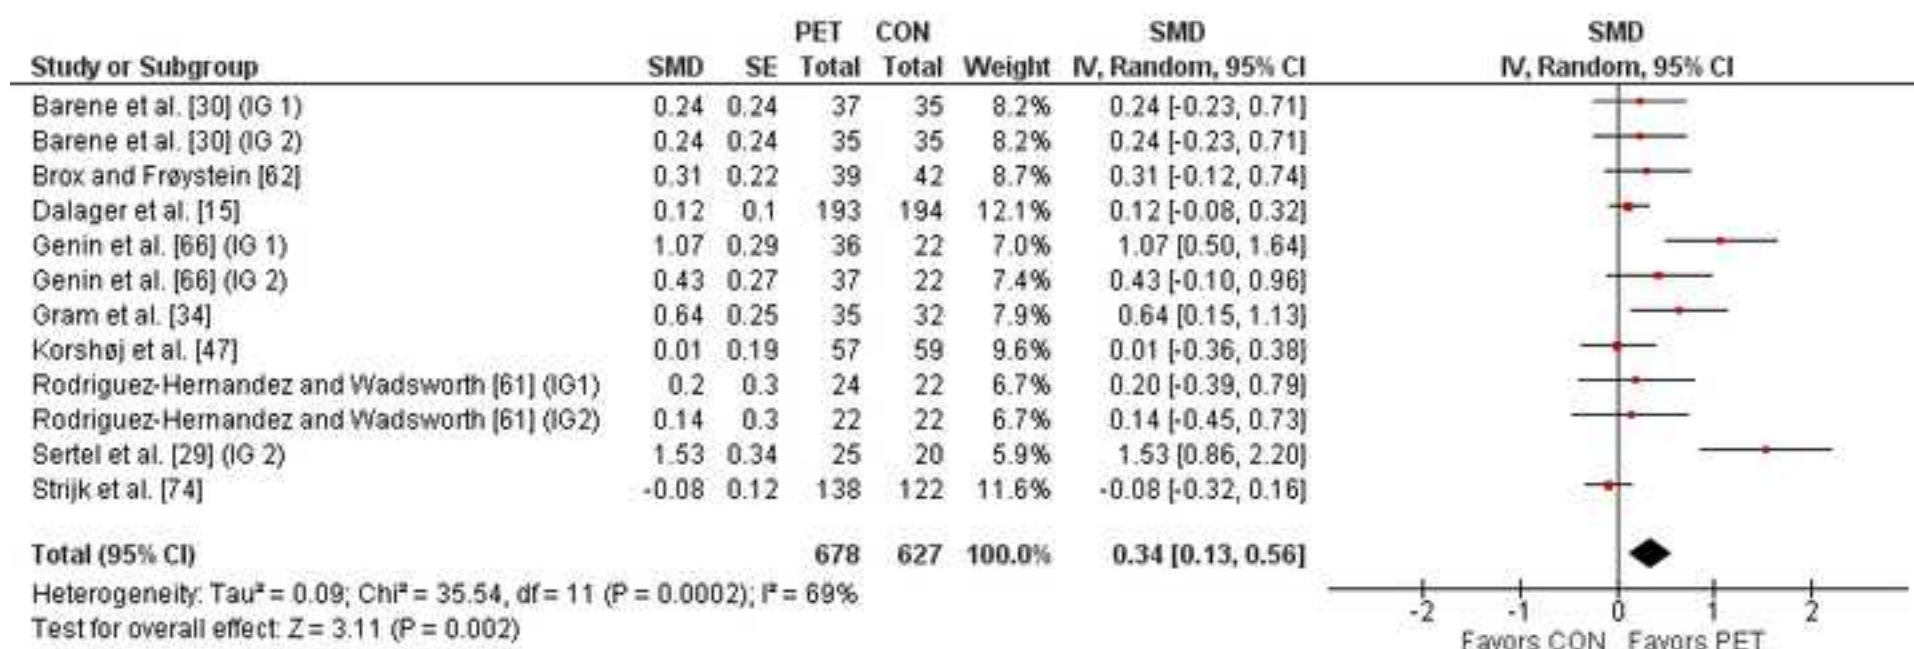 PET CON SMD SMD
Study or Subgroup SMD SE Total Total Weight IV, Random, 95% CI IV, Random, 95% CI
Barene et al. [30] (IG 1) 0.24 0.24 37 35 8.2% 0.24 [-0.23, 0.71]
Barene et al. [30] (IG 2) 0.24 0.24 35 35 8.2% 0.24 [-0.23, 0.71]
Brox and Frøystein [62] 0.31 0.22 39 42 8.7% 0.31 [-0.12, 0.74]
Dalager et al. [15] 0.12 0.1 193 194 12.1% 0.12 [-0.08, 0.32]
Genin et al. [66] (IG 1) 1.07 0.29 36 22 7.0% 1.07 [0.50, 1.64]
Genin et al. [66] (IG 2) 0.43 0.27 37 22 7.4% 0.43 [-0.10, 0.96]
Gram et al. [34] 0.64 0.25 35 32 7.9% 0.64 [0.15, 1.13]
Korshøj et al. [47] 0.01 0.19 57 59 9.6% 0.01 [-0.36, 0.38]
Rodriguez-Hernandez and Wadsworth [61] (IG1) 0.2 0.3 24 22 6.7% 0.20 [-0.39, 0.79]
Rodriguez-Hernandez and Wadsworth [61] (IG2) 0.14 0.3 22 22 6.7% 0.14 [-0.45, 0.73]
Sertel et al. [29] (IG 2) 1.53 0.34 25 20 5.9% 1.53 [0.86, 2.20]
Strijk et al. [74] -0.08 0.12 138 122 11.6% -0.08 [-0.32, 0.16]
Total (95% CI) 678 627 100.0% 0.34 [0.13, 0.56]
Heterogeneity: Tau² = 0.09; Chi² = 35.54, df = 11 (P = 0.0002); I² = 69%
Test for overall effect: Z = 3.11 (P = 0.002)
-2 -1 0 1 2
Favors CON Favors PET